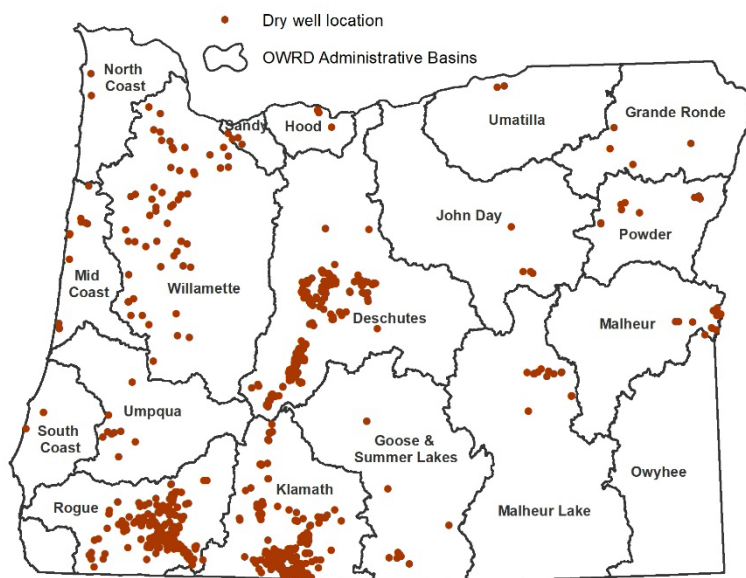 Dry well location
OWRD Administrative Basins
North
Coast
Sandy
Hood
Umatilla
Grande Ronde
John Day
Powder
Mid
Coast
Willamette
Deschutes
Malheur
South
Coast
Umpqua
Goose &
Summer Lakes
Owyhee
Rogue
Klamath
Malheur Lake